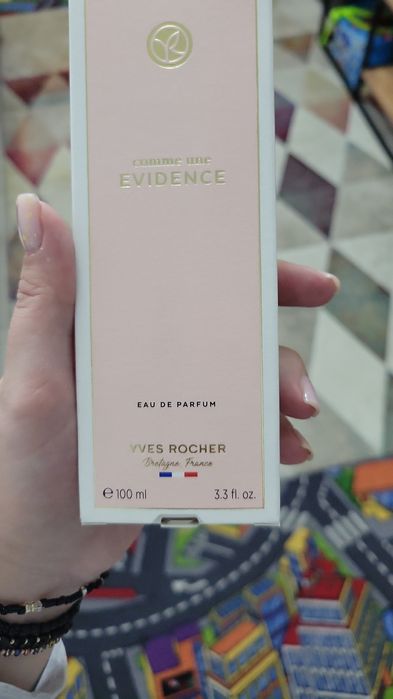 comme une
EVIDENCE
EAU DE PARFUM
YVES ROCHER
Bretagne, France
℮ 100 ml 3.3 fl. oz.